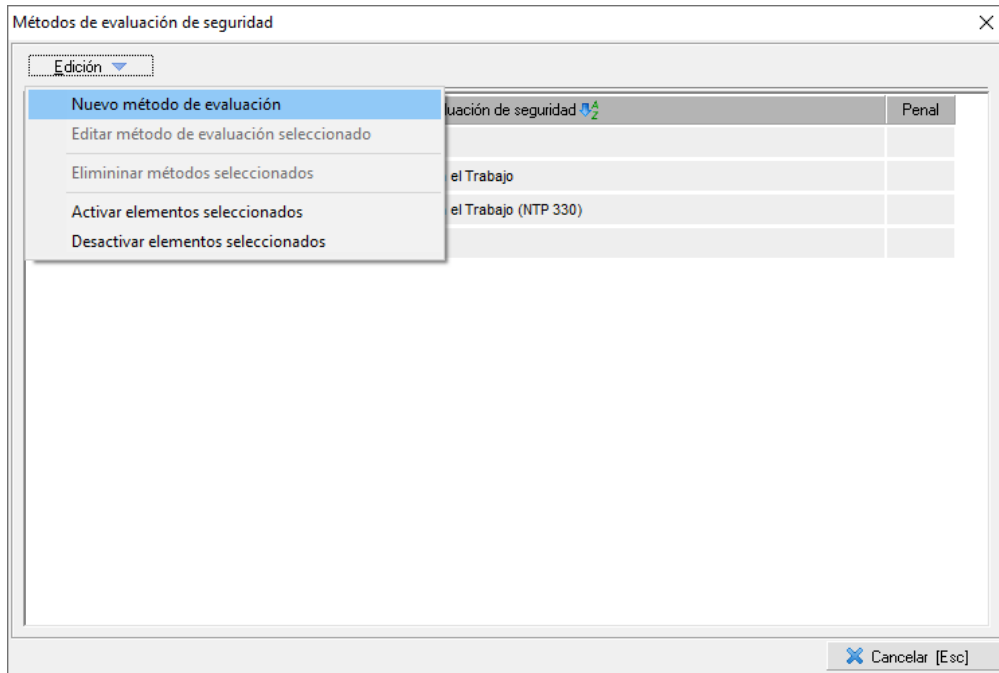 Métodos de evaluación de seguridad
Edición
Nuevo método de evaluación
Editar método de evaluación seleccionado
Elimininar métodos seleccionados
Activar elementos seleccionados
Desactivar elementos seleccionados
luación de seguridad Penal
el Trabajo
el Trabajo (NTP 330)
Cancelar [Esc]